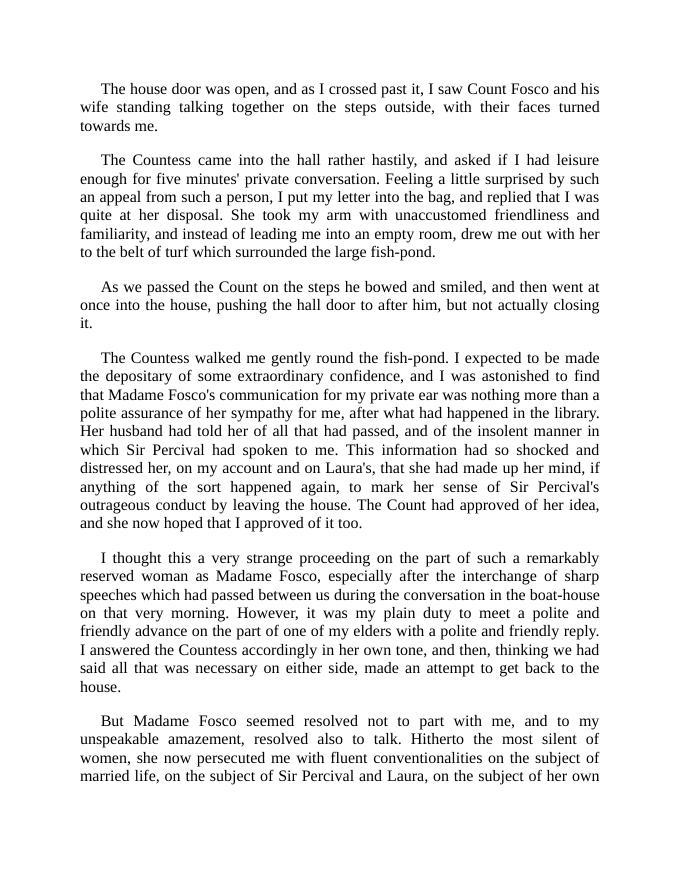 The house door was open, and as I crossed past it, I saw Count Fosco and his
wife standing talking together on the steps outside, with their faces turned
towards me.
The Countess came into the hall rather hastily, and asked if I had leisure
enough for five minutes' private conversation. Feeling a little surprised by such
an appeal from such a person, I put my letter into the bag, and replied that I was
quite at her disposal. She took my arm with unaccustomed friendliness and
familiarity, and instead of leading me into an empty room, drew me out with her
to the belt of turf which surrounded the large fish-pond.
As we passed the Count on the steps he bowed and smiled, and then went at
once into the house, pushing the hall door to after him, but not actually closing
it.
The Countess walked me gently round the fish-pond. I expected to be made
the depositary of some extraordinary confidence, and I was astonished to find
that Madame Fosco's communication for my private ear was nothing more than a
polite assurance of her sympathy for me, after what had happened in the library.
Her husband had told her of all that had passed, and of the insolent manner in
which Sir Percival had spoken to me. This information had so shocked and
distressed her, on my account and on Laura's, that she had made up her mind, if
anything of the sort happened again, to mark her sense of Sir Percival's
outrageous conduct by leaving the house. The Count had approved of her idea,
and she now hoped that I approved of it too.
I thought this a very strange proceeding on the part of such a remarkably
reserved woman as Madame Fosco, especially after the interchange of sharp
speeches which had passed between us during the conversation in the boat-house
on that very morning. However, it was my plain duty to meet a polite and
friendly advance on the part of one of my elders with a polite and friendly reply.
I answered the Countess accordingly in her own tone, and then, thinking we had
said all that was necessary on either side, made an attempt to get back to the
house.
But Madame Fosco seemed resolved not to part with me, and to my
unspeakable amazement, resolved also to talk. Hitherto the most silent of
women, she now persecuted me with fluent conventionalities on the subject of
married life, on the subject of Sir Percival and Laura, on the subject of her own